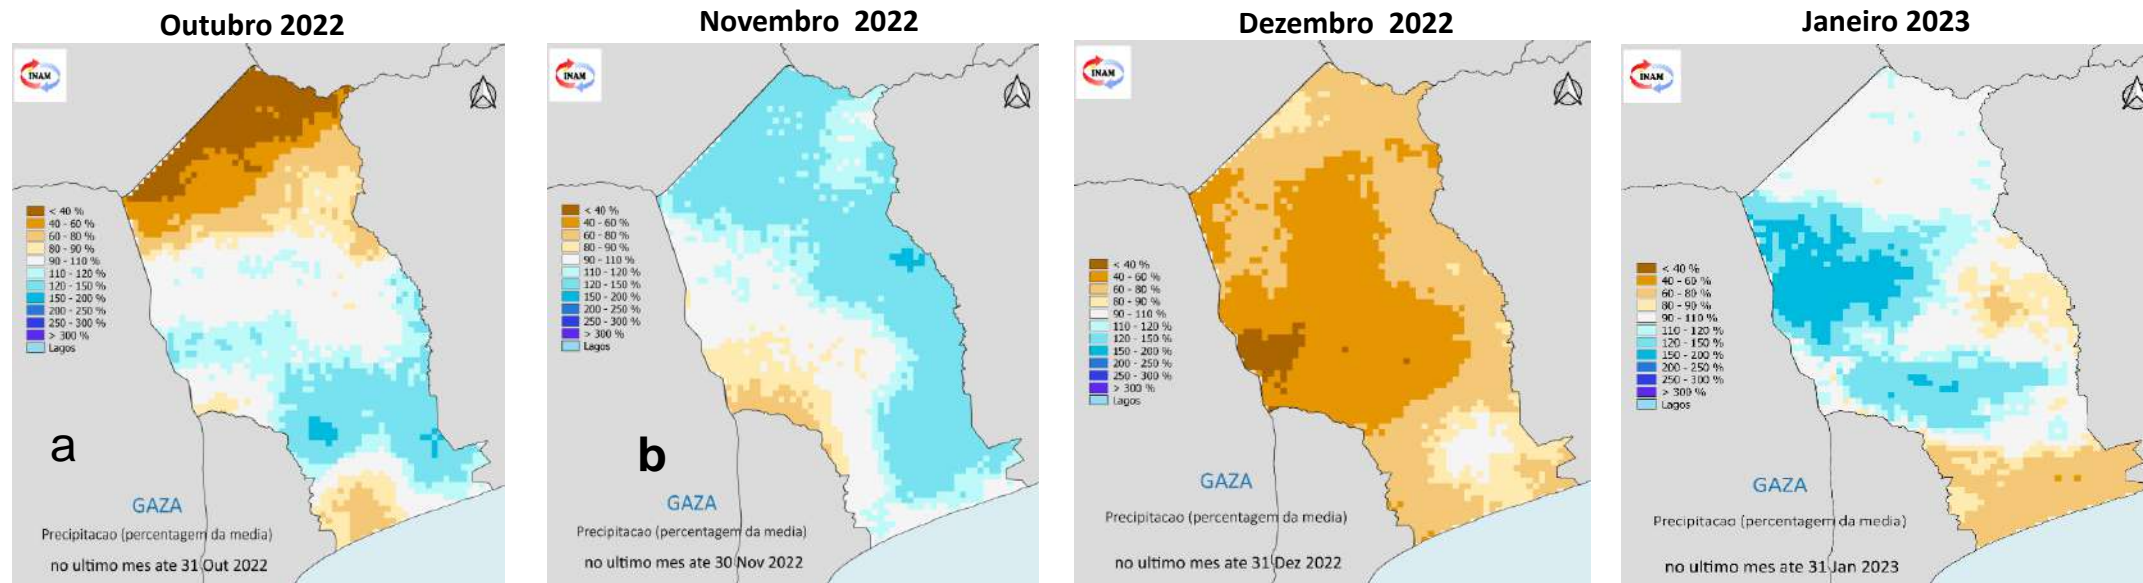 Outubro 2022
INAM
< 40 %
40 - 60 %
60 - 80 %
80 - 90 %
90 - 110 %
110 - 120 %
120 - 150 %
150 - 200 %
200 - 250 %
250 - 300 %
> 300 %
Lagos
a
GAZA
Precipitacao (percentagem da media)
no ultimo mes ate 31 Out 2022
Novembro 2022
INAM
< 40 %
40 - 60 %
60 - 80 %
80 - 90 %
90 - 110 %
110 - 120 %
120 - 150 %
150 - 200 %
200 - 250 %
250 - 300 %
> 300 %
Lagos
b
GAZA
Precipitacao (percentagem da media)
no ultimo mes ate 30 Nov 2022
Dezembro 2022
INAM
< 40 %
40 - 60 %
60 - 80 %
80 - 90 %
90 - 110 %
110 - 120 %
120 - 150 %
150 - 200 %
200 - 250 %
250 - 300 %
> 300 %
Lagos
GAZA
Precipitacao (percentagem da media)
no ultimo mes ate 31 Dez 2022
Janeiro 2023
INAM
< 40 %
40 - 60 %
60 - 80 %
80 - 90 %
90 - 110 %
110 - 120 %
120 - 150 %
150 - 200 %
200 - 250 %
250 - 300 %
> 300 %
Lagos
GAZA
Precipitacao (percentagem da media)
no ultimo mes ate 31 Jan 2023